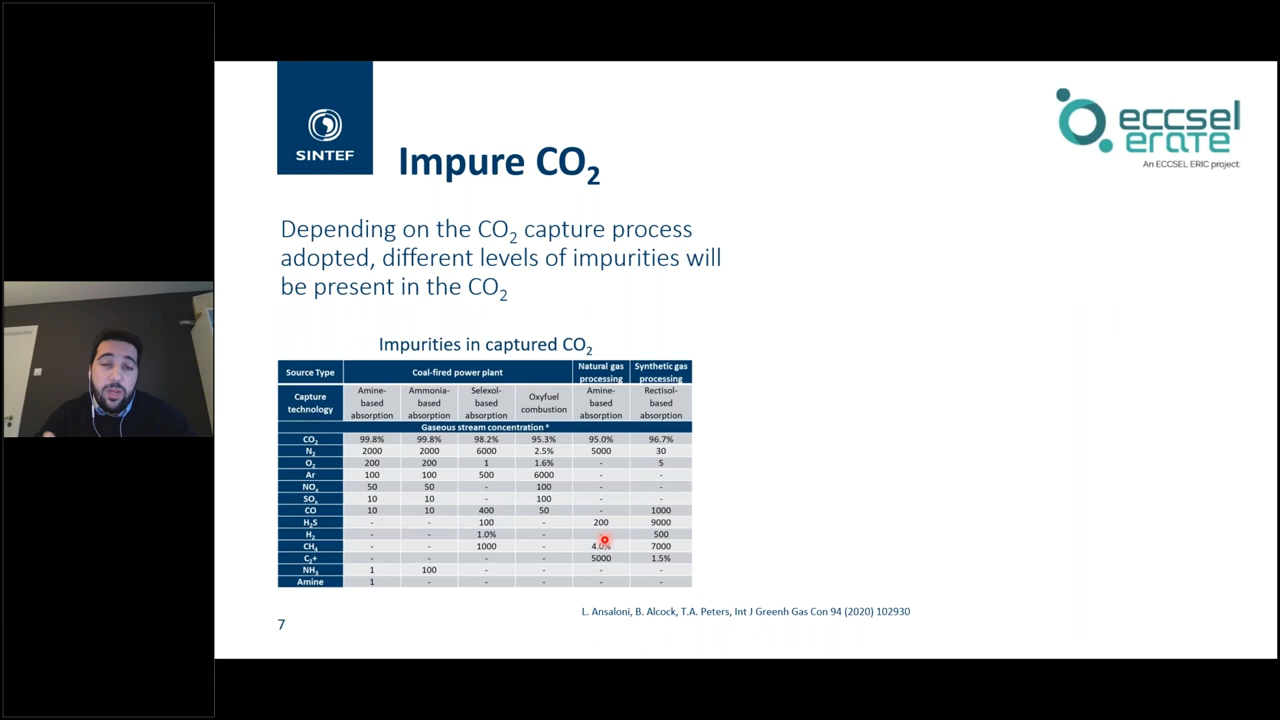 SINTEF
eccsel
erate
An ECCSEL ERIC project
Impure CO₂
Depending on the CO₂ capture process
adopted, different levels of impurities will
be present in the CO₂
Impurities in captured CO₂
Source Type Coal-fired power plant Natural gas processing Synthetic gas processing
Capture technology Amine-based absorption Ammonia-based absorption Selexol-based absorption Oxyfuel combustion Amine-based absorption Rectisol-based absorption
Gaseous stream concentration ᵃ
CO₂ 99.8% 99.8% 98.2% 95.3% 95.0% 96.7%
N₂ 2000 2000 6000 2.5% 5000 30
O₂ 200 200 1 1.6% - 5
Ar 100 100 500 6000 - -
NOₓ 50 50 - 100 - -
SOₓ 10 10 - 100 - -
CO 10 10 400 50 - 1000
H₂S - - 100 - 200 9000
H₂ - - 1.0% - 500
CH₄ - - 1000 - 4.0% 7000
C₂+ - - - - 5000 1.5%
NH₃ 1 100 - - - -
Amine 1 - - - - -
L. Ansaloni, B. Alcock, T.A. Peters, Int J Greenh Gas Con 94 (2020) 102930
7